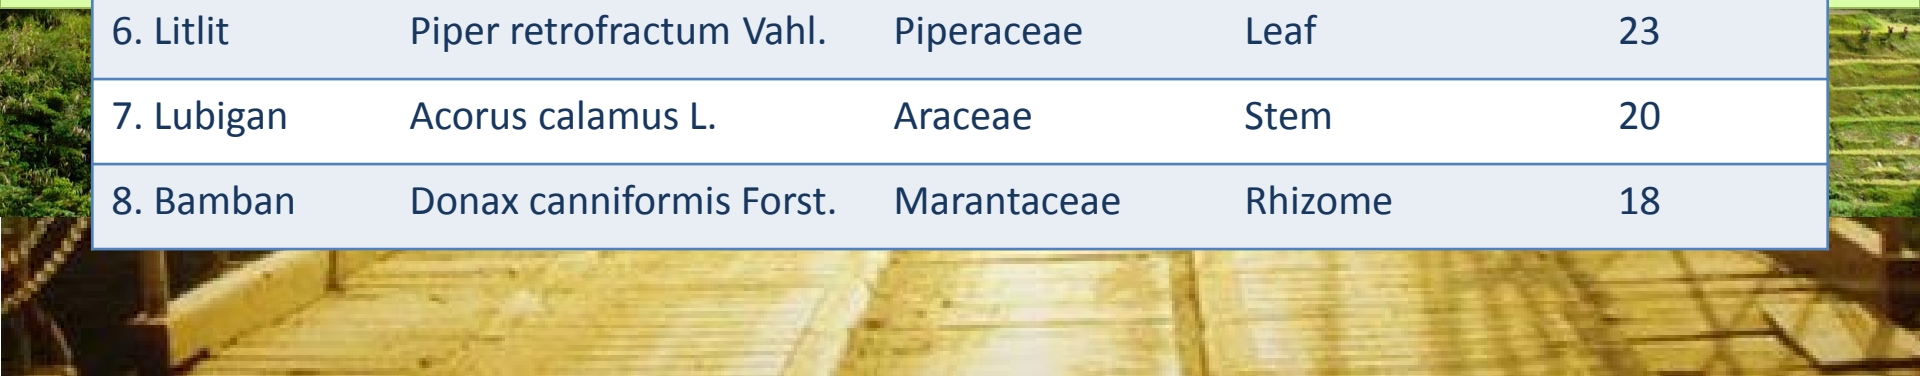 6. Litlit Piper retrofractum Vahl. Piperaceae Leaf 23
7. Lubigan Acorus calamus L. Araceae Stem 20
8. Bamban Donax canniformis Forst. Marantaceae Rhizome 18